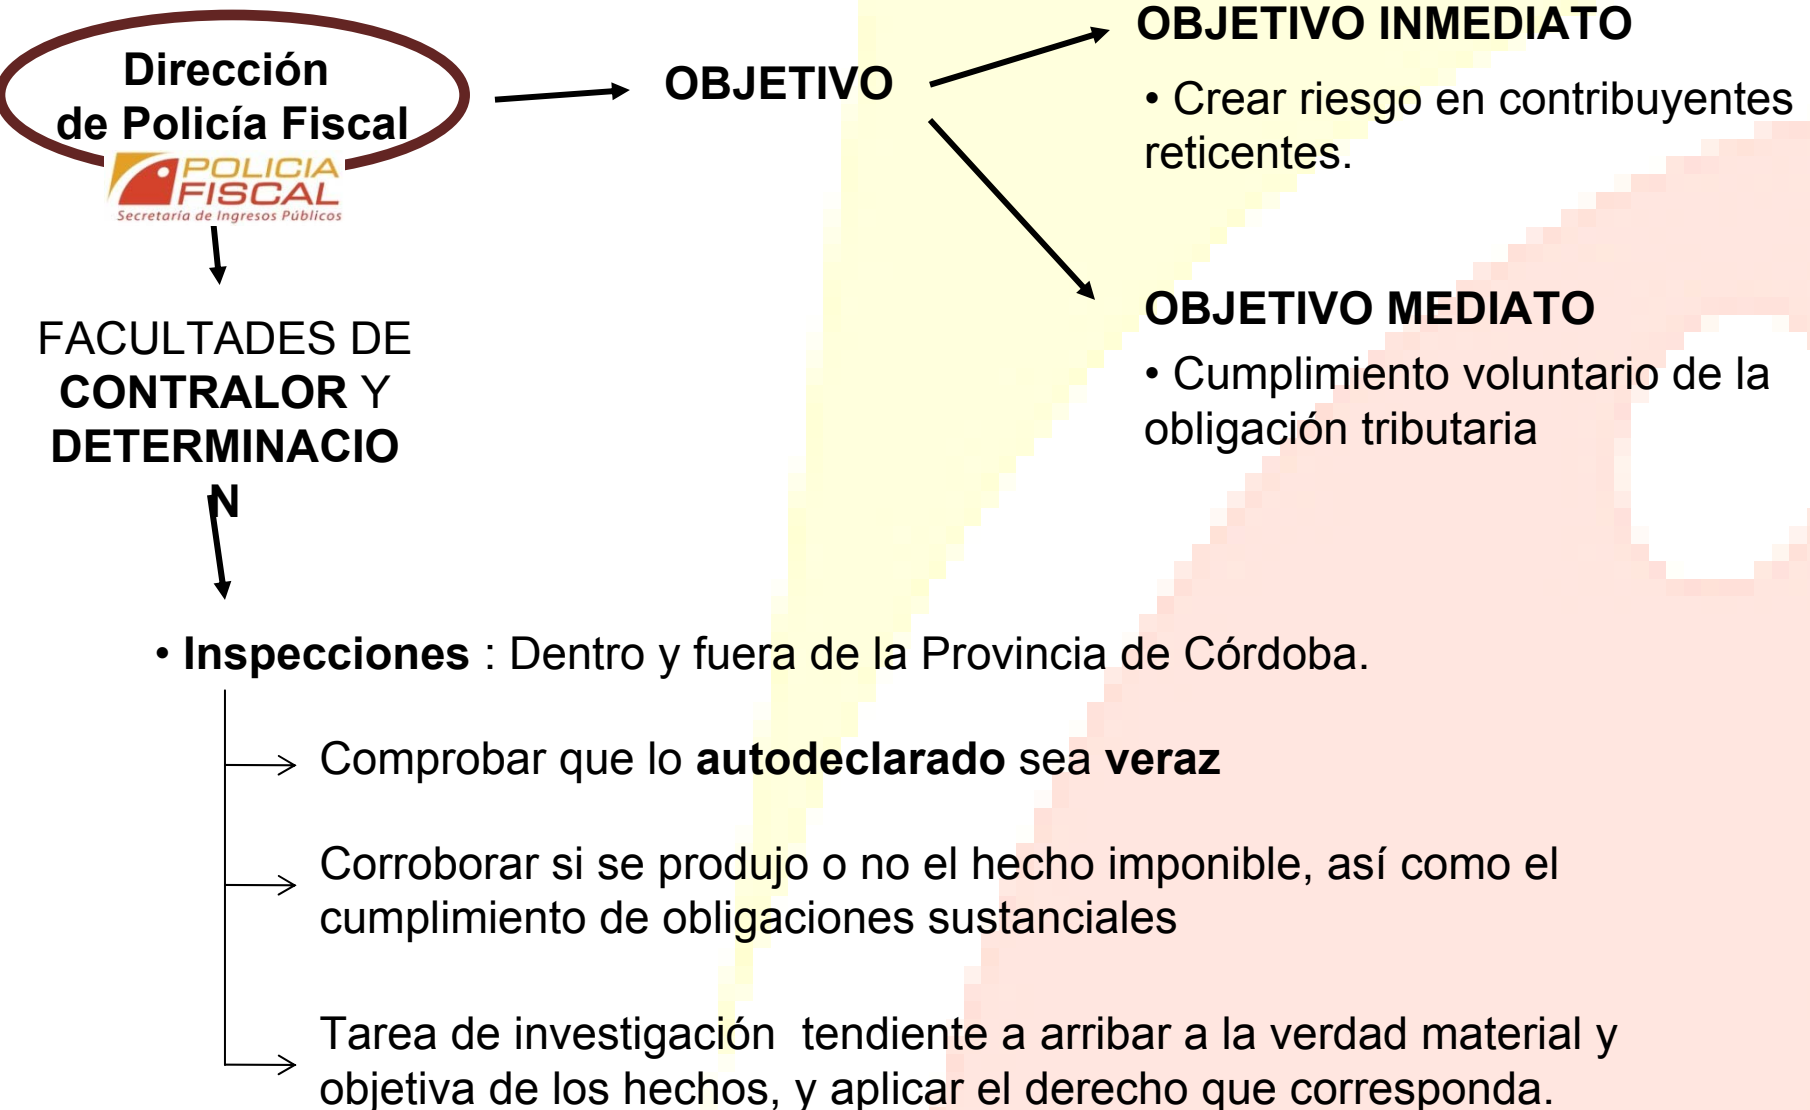 Dirección
de Policía Fiscal
POLICIA
FISCAL
Secretaría de Ingresos Públicos
OBJETIVO
OBJETIVO INMEDIATO
• Crear riesgo en contribuyentes
reticentes.
OBJETIVO MEDIATO
• Cumplimiento voluntario de la
obligación tributaria
FACULTADES DE
CONTRALOR Y
DETERMINACIO
N
• Inspecciones : Dentro y fuera de la Provincia de Córdoba.
Comprobar que lo autodeclarado sea veraz
Corroborar si se produjo o no el hecho imponible, así como el
cumplimiento de obligaciones sustanciales
Tarea de investigación  tendiente a arribar a la verdad material y
objetiva de los hechos, y aplicar el derecho que corresponda.